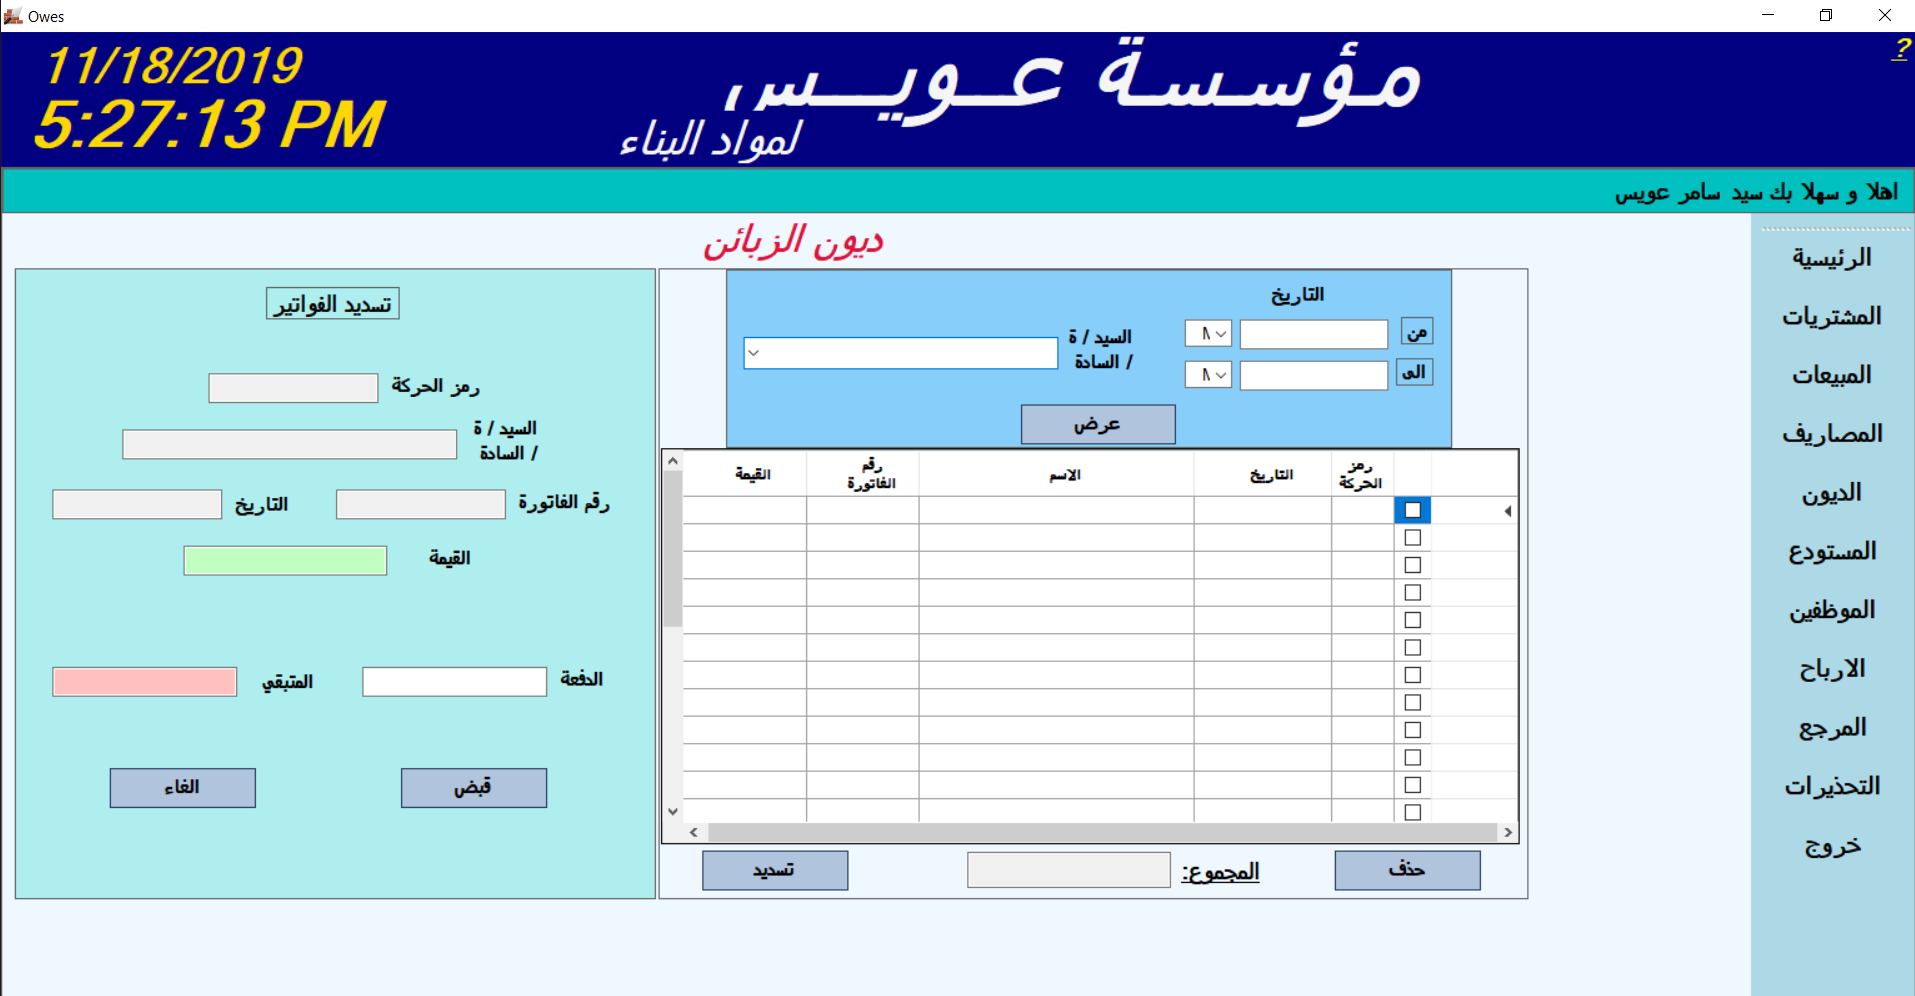 Owes
11/18/2019
5:27:13 PM
مؤسسة عويس
لمواد البناء
?
اهلا و سهلا بك سيد سامر عويس
الرئيسية
المشتريات
المبيعات
المصاريف
الديون
المستودع
الموظفين
الارباح
المرجع
التحذيرات
خروج
ديون الزبائن
التاريخ
من
الى
السيد / ة
/ السادة
عرض
رمز الحركة
التاريخ
الاسم
رقم الفاتورة
القيمة
حذف
المجموع:
تسديد
تسديد الفواتير
رمز الحركة
السيد / ة
/ السادة
رقم الفاتورة
التاريخ
القيمة
الدفعة
المتبقي
قبض
الغاء